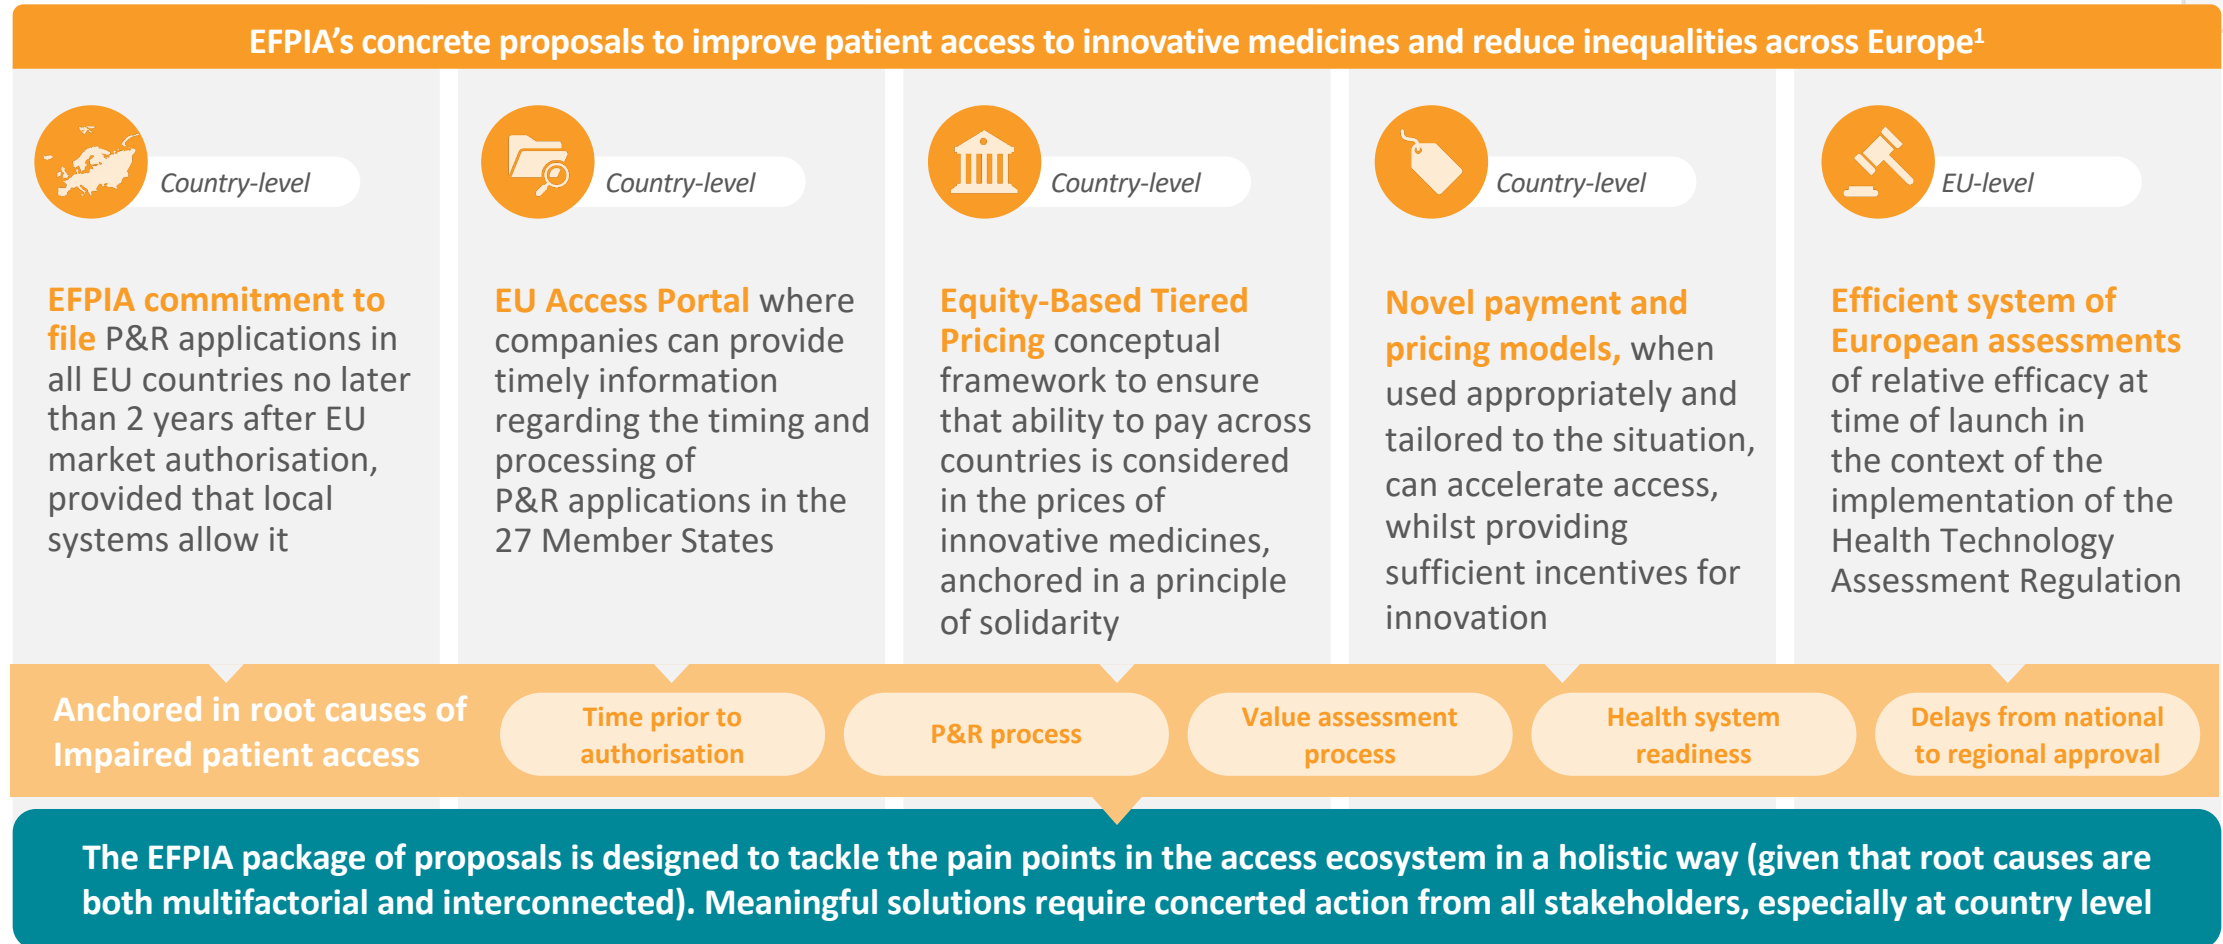 EFPIA's concrete proposals to improve patient access to innovative medicines and reduce inequalities across Europe¹
Country-level
EFPIA commitment to
file P&R applications in
all EU countries no later
than 2 years after EU
market authorisation,
provided that local
systems allow it
Country-level
EU Access Portal where
companies can provide
timely information
regarding the timing and
processing of
P&R applications in the
27 Member States
Country-level
Equity-Based Tiered
Pricing conceptual
framework to ensure
that ability to pay across
countries is considered
in the prices of
innovative medicines,
anchored in a principle
of solidarity
Country-level
Novel payment and
pricing models, when
used appropriately and
tailored to the situation,
can accelerate access,
whilst providing
sufficient incentives for
innovation
EU-level
Efficient system of
European assessments
of relative efficacy at
time of launch in
the context of the
implementation of the
Health Technology
Assessment Regulation
Anchored in root causes of
Impaired patient access
Time prior to
authorisation
P&R process
Value assessment
process
Health system
readiness
Delays from national
to regional approval
The EFPIA package of proposals is designed to tackle the pain points in the access ecosystem in a holistic way (given that root causes are
both multifactorial and interconnected). Meaningful solutions require concerted action from all stakeholders, especially at country level